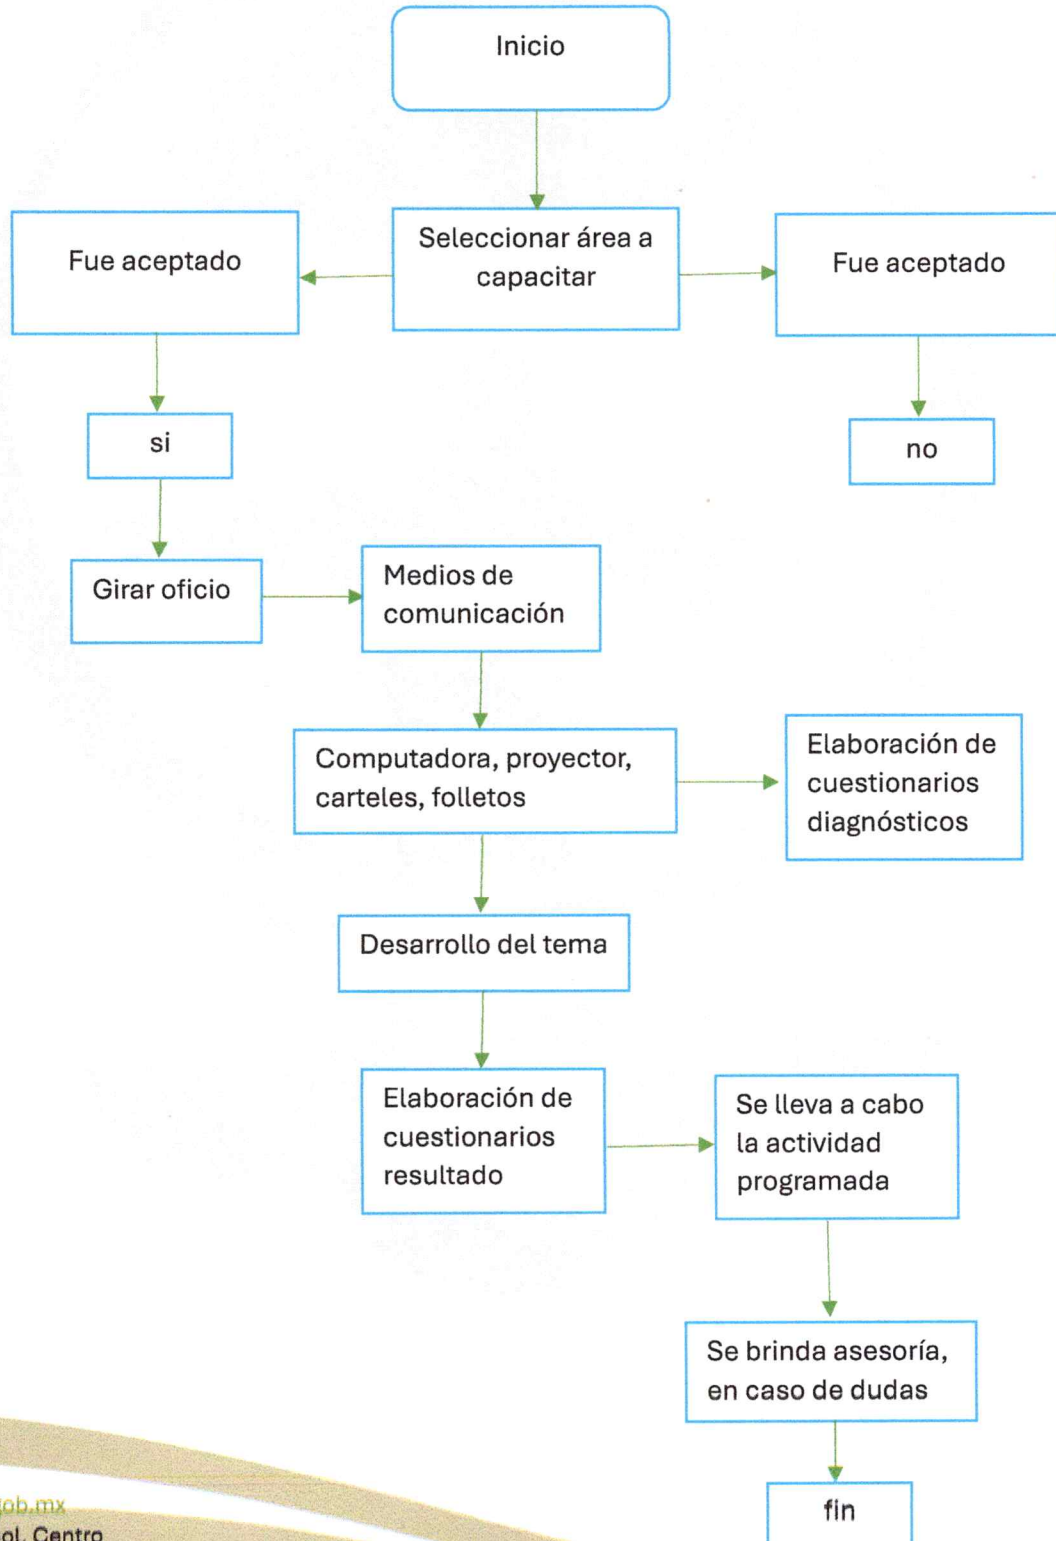 Inicio
Fue aceptado
Seleccionar área a
capacitar
Fue aceptado
si
no
Girar oficio
Medios de
comunicación
Computadora, proyector,
carteles, folletos
Elaboración de
cuestionarios
diagnósticos
Desarrollo del tema
Elaboración de
cuestionarios
resultado
Se lleva a cabo
la actividad
programada
Se brinda asesoría,
en caso de dudas
fin
gob.mx
ol. Centro